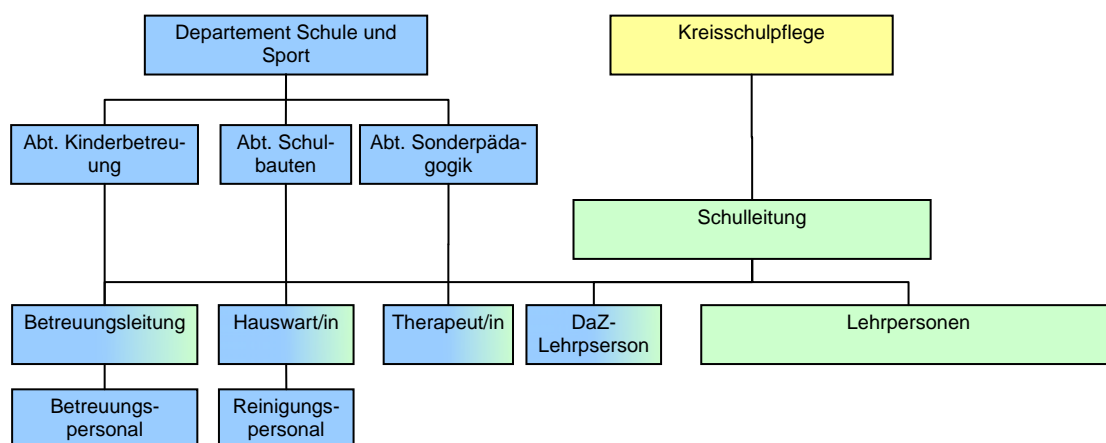 Departement Schule und
Sport
Kreisschulpflege
Abt. Kinderbetreu-
ung
Abt. Schul-
bauten
Abt. Sonderpäda-
gogik
Schulleitung
Betreuungsleitung
Hauswart/in
Therapeut/in
DaZ-
Lehrpserson
Lehrpersonen
Betreuungs-
personal
Reinigungs-
personal